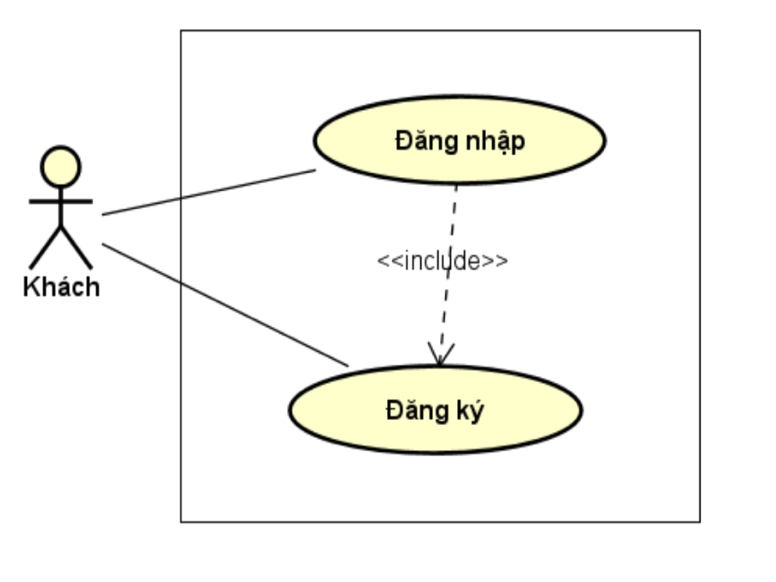 Đăng nhập
<<include>>
Khách
Đăng ký